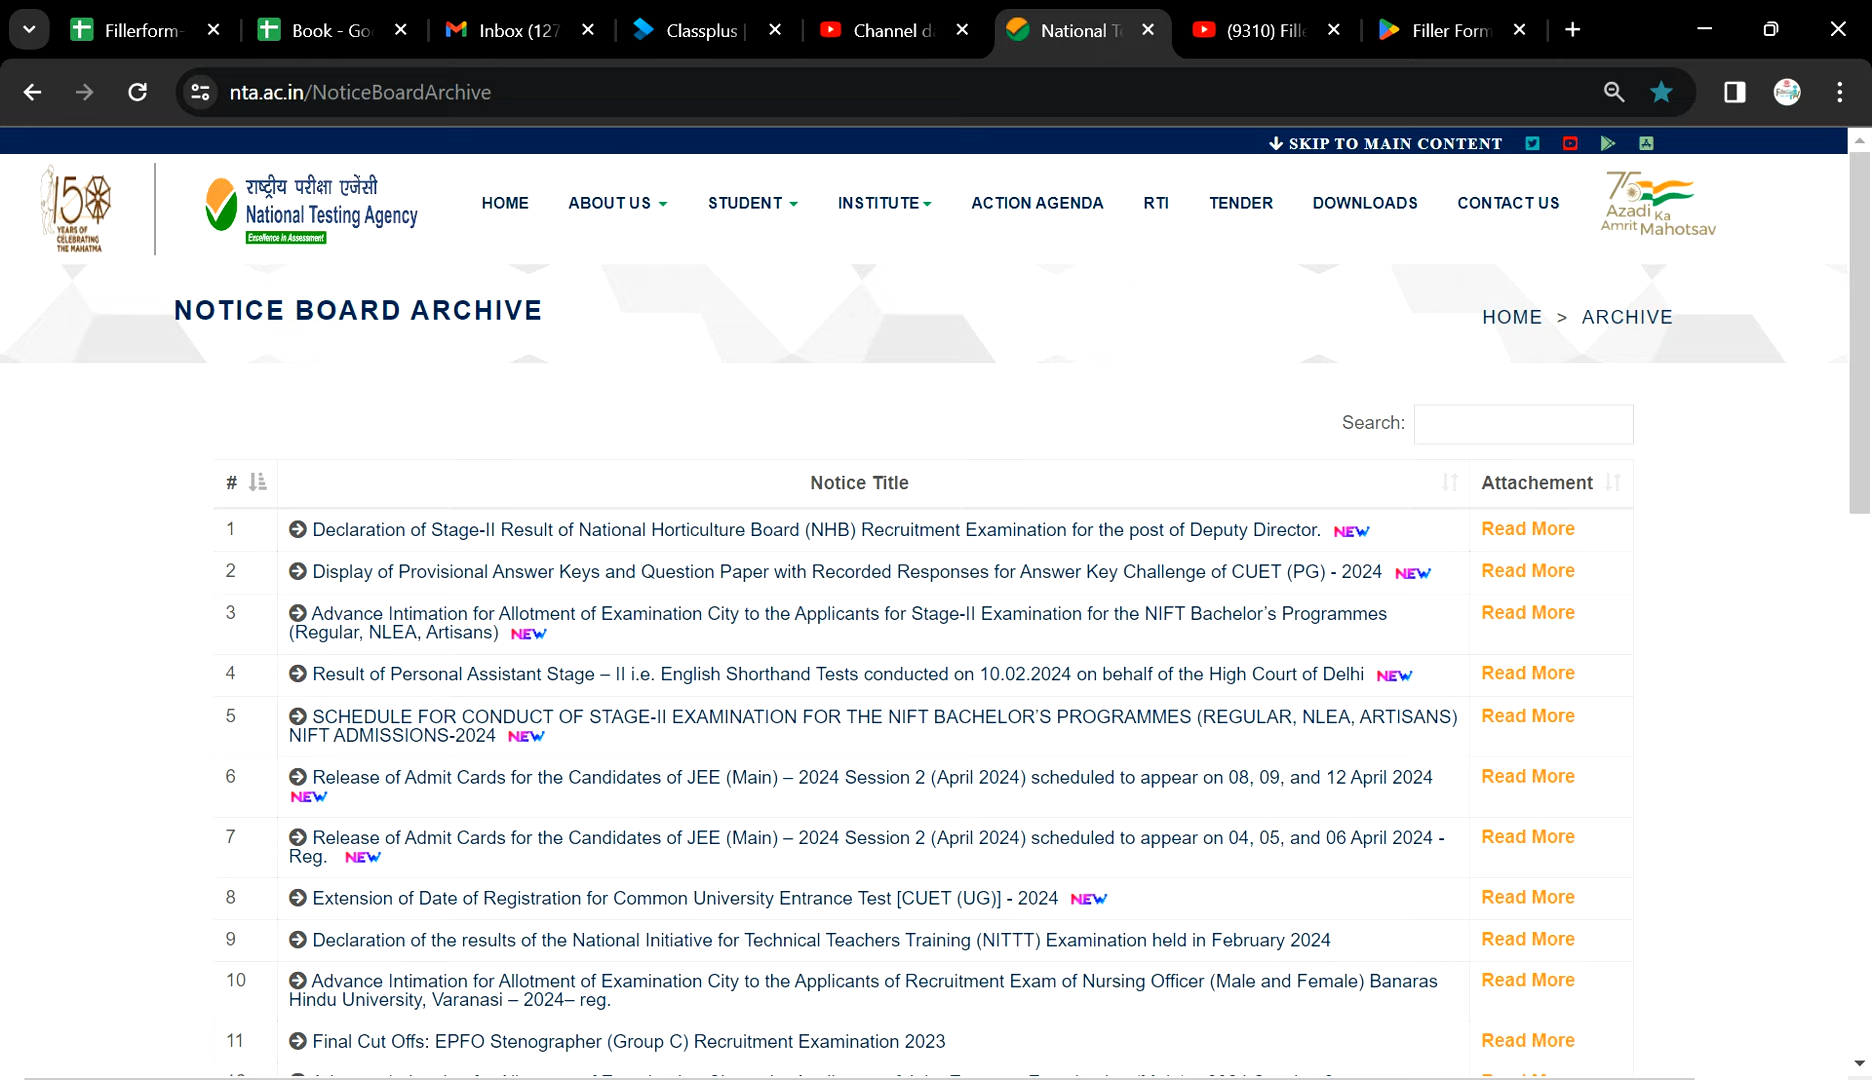 Fillerform-
Book - Go
Inbox (127
Classplus |
Channel d
National Te
(9310) Fille
Filler Form
nta.ac.in/NoticeBoardArchive
SKIP TO MAIN CONTENT
150
YEARS OF
CELEBRATING
THE MAHATMA
राष्ट्रीय परीक्षा एजेंसी
National Testing Agency
Excellence in Assessment
HOME
ABOUT US
STUDENT
INSTITUTE
ACTION AGENDA
RTI
TENDER
DOWNLOADS
CONTACT US
75
Azadi Ka
Amrit Mahotsav
NOTICE BOARD ARCHIVE
HOME > ARCHIVE
Search:
# Notice Title Attachement
1 Declaration of Stage-II Result of National Horticulture Board (NHB) Recruitment Examination for the post of Deputy Director. NEW Read More
2 Display of Provisional Answer Keys and Question Paper with Recorded Responses for Answer Key Challenge of CUET (PG) - 2024 NEW Read More
3 Advance Intimation for Allotment of Examination City to the Applicants for Stage-II Examination for the NIFT Bachelor’s Programmes Read More
(Regular, NLEA, Artisans) NEW
4 Result of Personal Assistant Stage – II i.e. English Shorthand Tests conducted on 10.02.2024 on behalf of the High Court of Delhi NEW Read More
5 SCHEDULE FOR CONDUCT OF STAGE-II EXAMINATION FOR THE NIFT BACHELOR’S PROGRAMMES (REGULAR, NLEA, ARTISANS) Read More
NIFT ADMISSIONS-2024 NEW
6 Release of Admit Cards for the Candidates of JEE (Main) – 2024 Session 2 (April 2024) scheduled to appear on 08, 09, and 12 April 2024 Read More
NEW
7 Release of Admit Cards for the Candidates of JEE (Main) – 2024 Session 2 (April 2024) scheduled to appear on 04, 05, and 06 April 2024 - Read More
Reg. NEW
8 Extension of Date of Registration for Common University Entrance Test [CUET (UG)] - 2024 NEW Read More
9 Declaration of the results of the National Initiative for Technical Teachers Training (NITTT) Examination held in February 2024 Read More
10 Advance Intimation for Allotment of Examination City to the Applicants of Recruitment Exam of Nursing Officer (Male and Female) Banaras Read More
Hindu University, Varanasi – 2024– reg.
11 Final Cut Offs: EPFO Stenographer (Group C) Recruitment Examination 2023 Read More